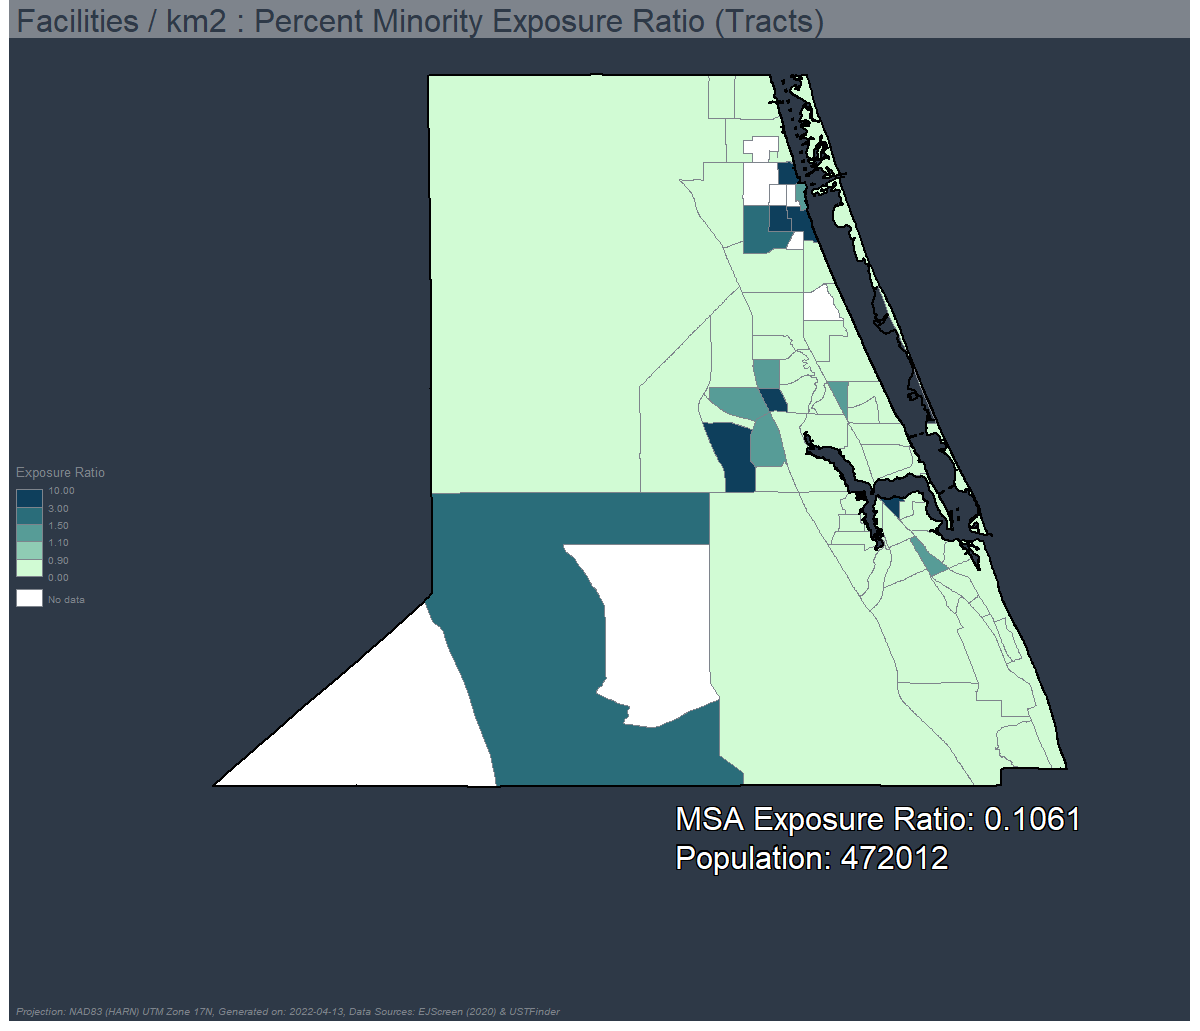 Facilities / km2 : Percent Minority Exposure Ratio (Tracts)
Exposure Ratio
10.00
3.00
1.50
1.10
0.90
0.00
No data
MSA Exposure Ratio: 0.1061
Population: 472012
Projection: NAD83 (HARN) UTM Zone 17N, Generated on: 2022-04-13, Data Sources: EJScreen (2020) & USTFinder